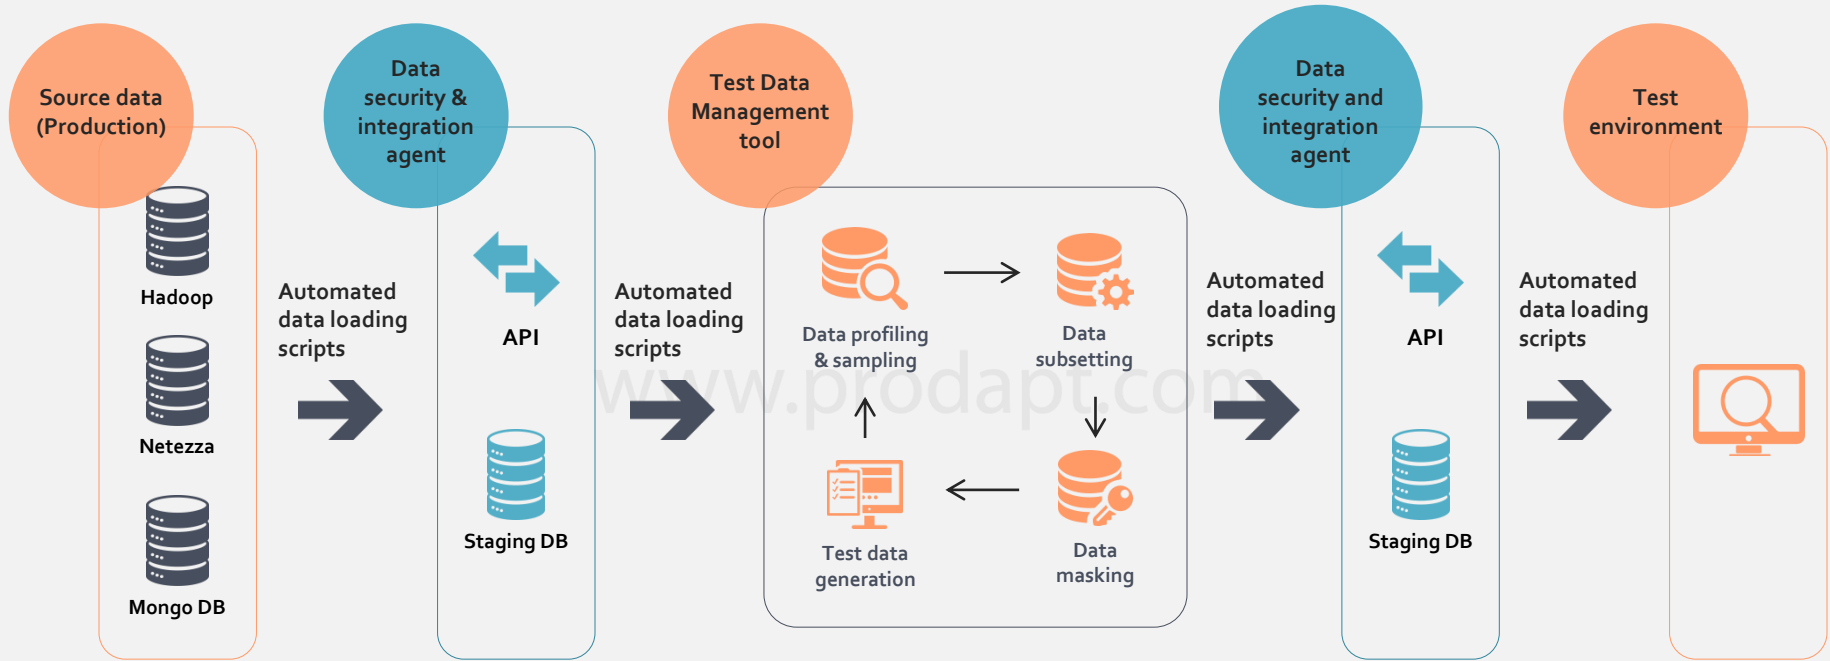 Source data
(Production)
Hadoop
Netezza
Mongo DB
Automated
data loading
scripts
Data
security &
integration
agent
API
Staging DB
Automated
data loading
scripts
Test Data
Management
tool
Data profiling
& sampling
Data
subsetting
Test data
generation
Data
masking
www.prodapt.com
Automated
data loading
scripts
Data
security and
integration
agent
API
Staging DB
Automated
data loading
scripts
Test
environment